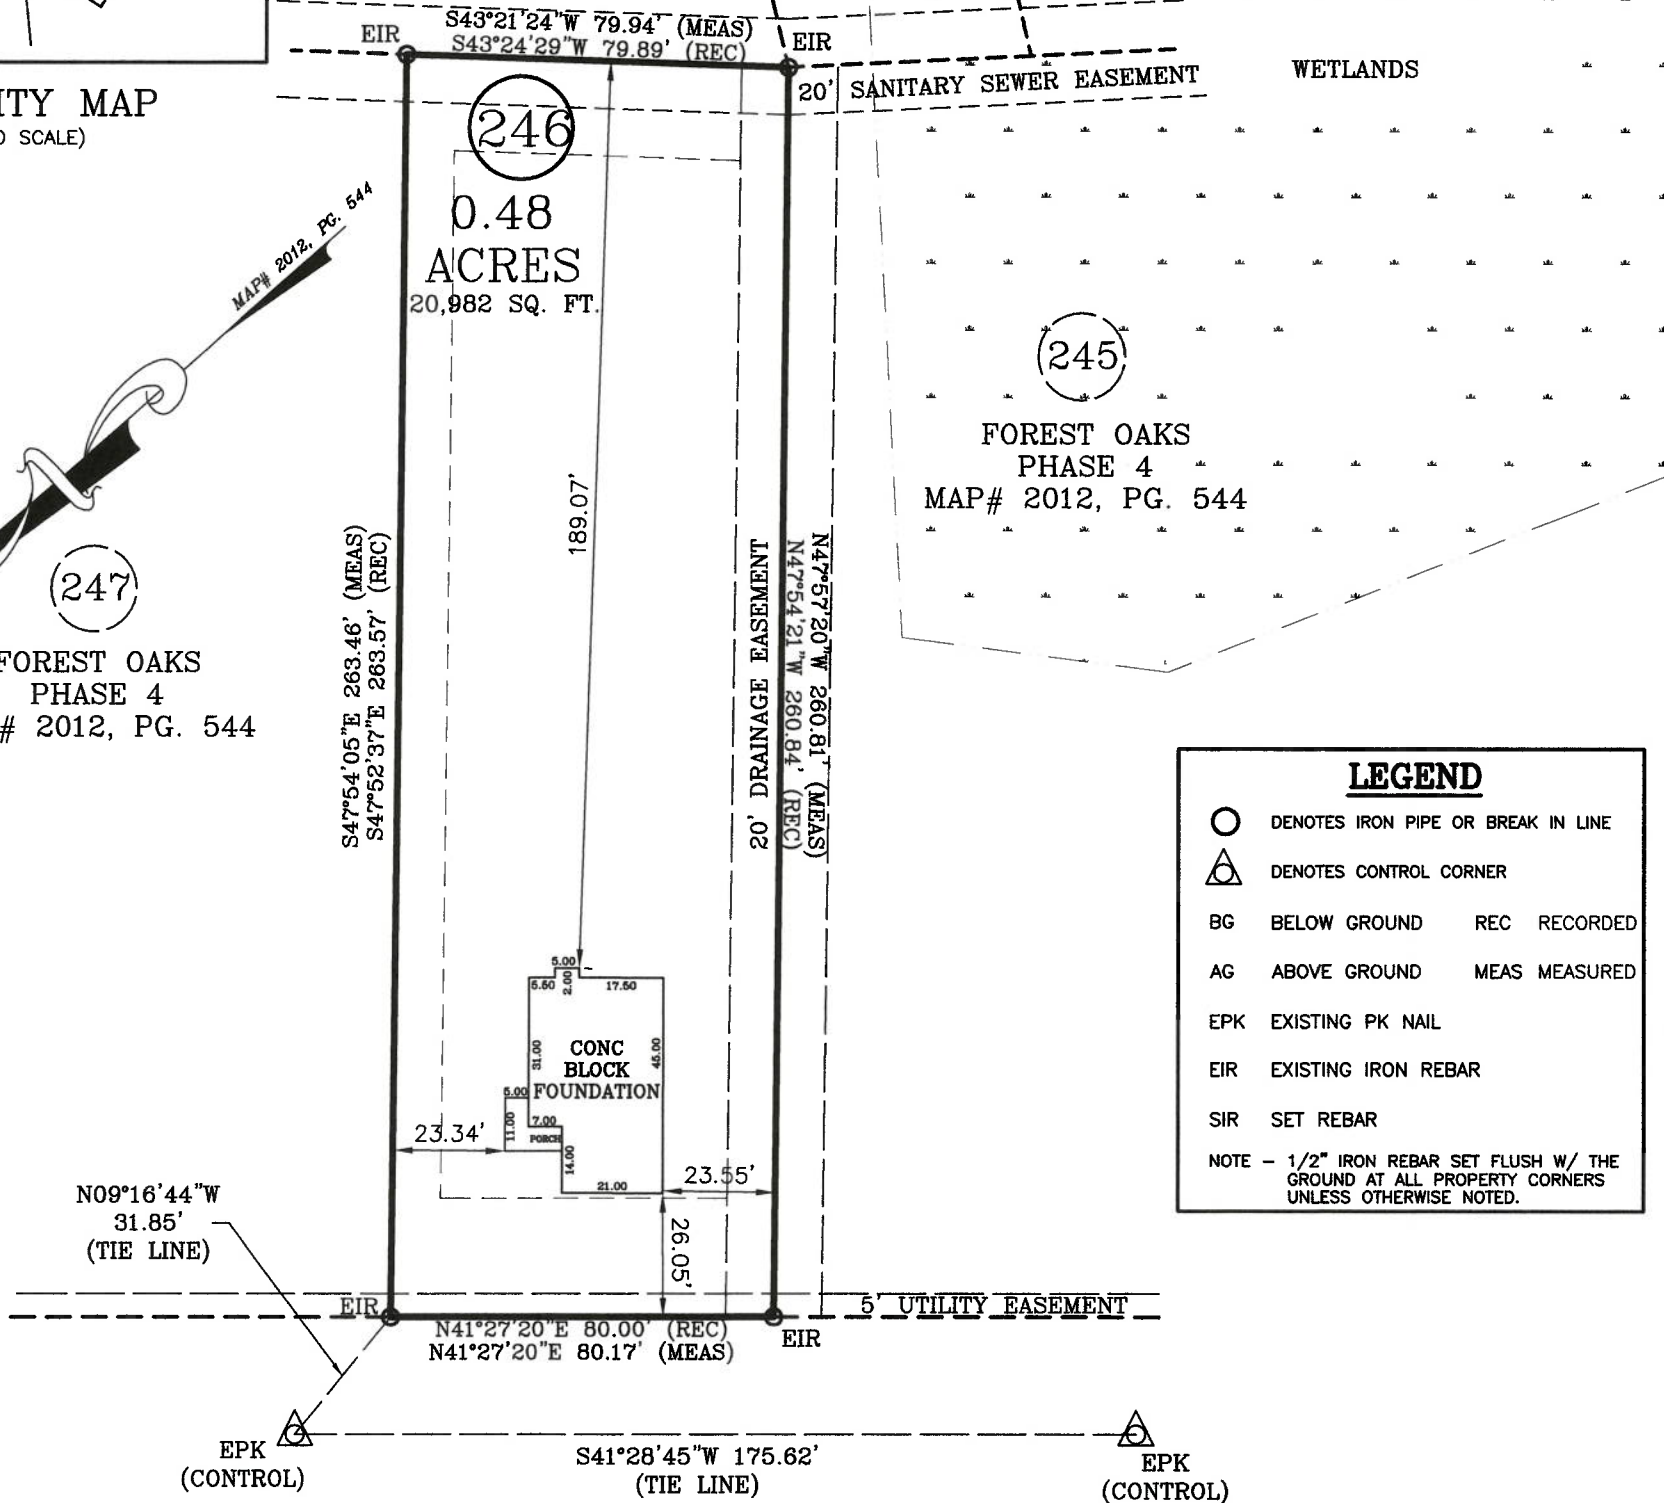 S43°21'24"W 79.94' (MEAS)
S43°24'29"W 79.89' (REC)
EIR
EIR
20' SANITARY SEWER EASEMENT
WETLANDS
ITY MAP
SCALE)
246
0.48
ACRES
20,982 SQ. FT.
MAP# 2012, PG. 544
245
FOREST OAKS
PHASE 4
MAP# 2012, PG. 544
189.07'
247
FOREST OAKS
PHASE 4
# 2012, PG. 544
S47°54'05"E 263.46' (MEAS)
S47°52'37"E 263.57' (REC)
20' DRAINAGE EASEMENT
N47°54'21"W 260.84' (REC)
N47°57'20"W 260.81' (MEAS)
LEGEND
DENOTES IRON PIPE OR BREAK IN LINE
DENOTES CONTROL CORNER
BG BELOW GROUND REC RECORDED
AG ABOVE GROUND MEAS MEASURED
EPK EXISTING PK NAIL
EIR EXISTING IRON REBAR
SIR SET REBAR
NOTE – 1/2" IRON REBAR SET FLUSH W/ THE
GROUND AT ALL PROPERTY CORNERS
UNLESS OTHERWISE NOTED.
5.00
5.50
2.00
17.50
31.00
45.00
CONC
BLOCK
FOUNDATION
5.00
11.00
7.00
PORCH
14.00
21.00
23.34'
23.55'
26.05'
N09°16'44"W
31.85'
(TIE LINE)
EIR
5' UTILITY EASEMENT
N41°27'20"E 80.00' (REC)
N41°27'20"E 80.17' (MEAS)
EIR
EPK
(CONTROL)
S41°28'45"W 175.62'
(TIE LINE)
EPK
(CONTROL)